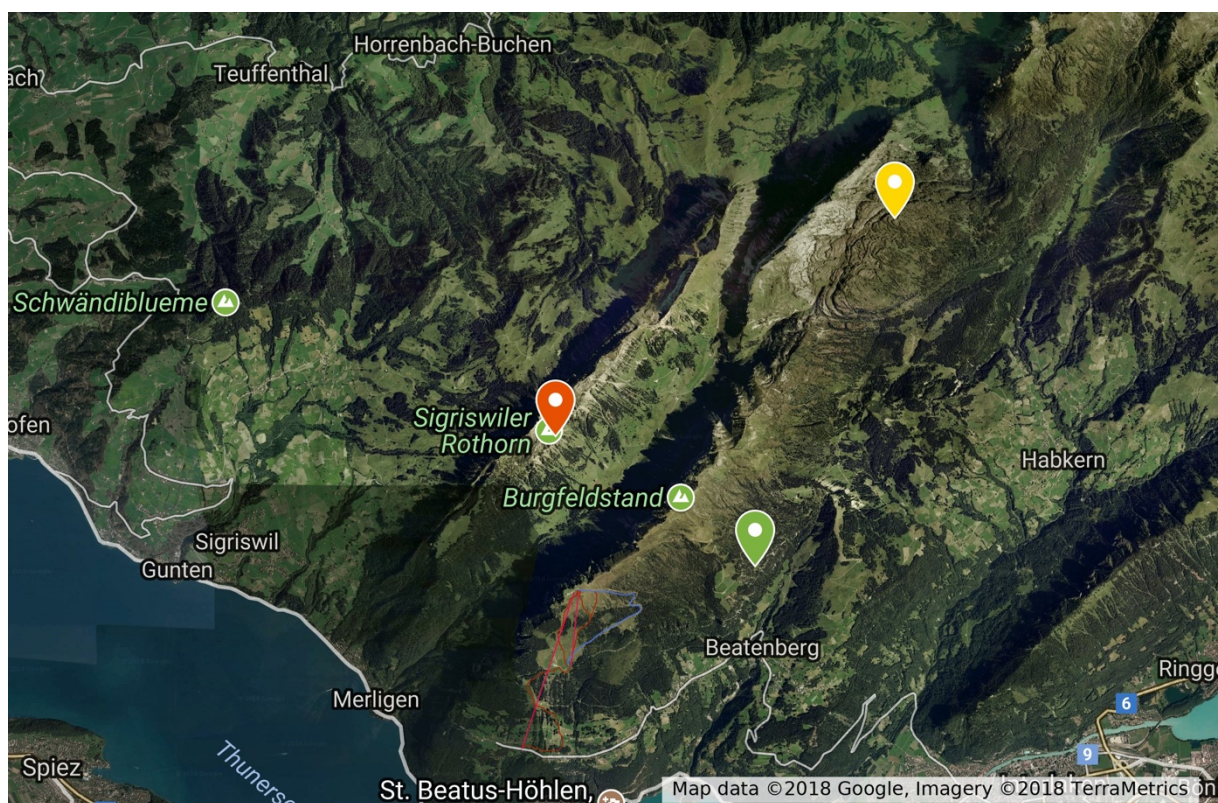 Horrenbach-Buchen
ach
Teuffenthal
Schwändiblueme
Sigriswiler
Rothorn
ofen
Habkern
Burgfeldstand
Sigriswil
Gunten
Beatenberg
Ringg
Merligen
6
9
Spiez
Thuners
St. Beatus-Höhlen,
Map data ©2018 Google, Imagery ©2018 TerraMetrics